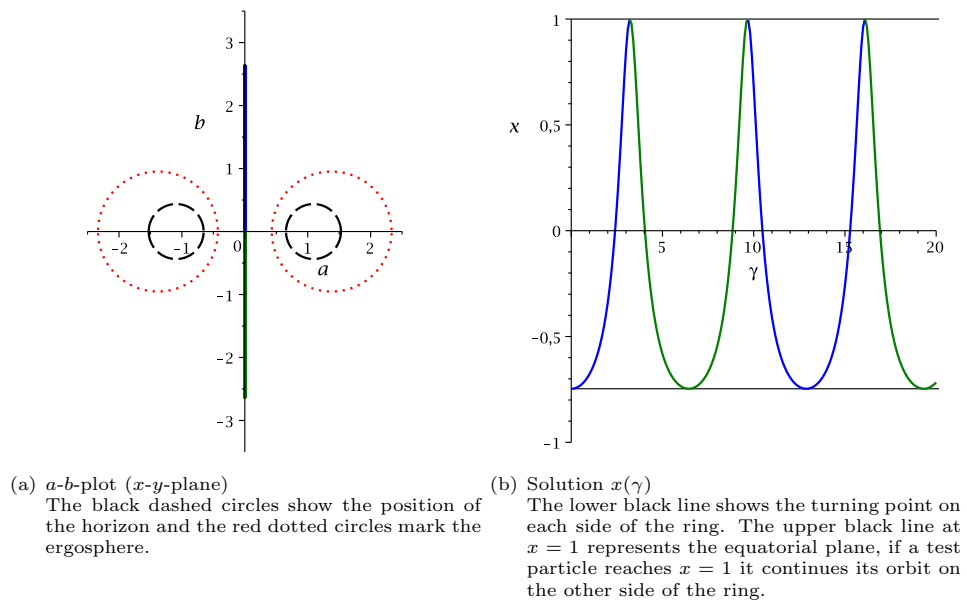 3
b
2
1
-2
-1
0
1
2
a
-1
-2
-3
1
x
0,5
0
5
10
15
20
γ
-0,5
-1
(a) a-b-plot (x-y-plane)
The black dashed circles show the position of
the horizon and the red dotted circles mark the
ergosphere.
(b) Solution x(γ)
The lower black line shows the turning point on
each side of the ring. The upper black line at
x = 1 represents the equatorial plane, if a test
particle reaches x = 1 it continues its orbit on
the other side of the ring.